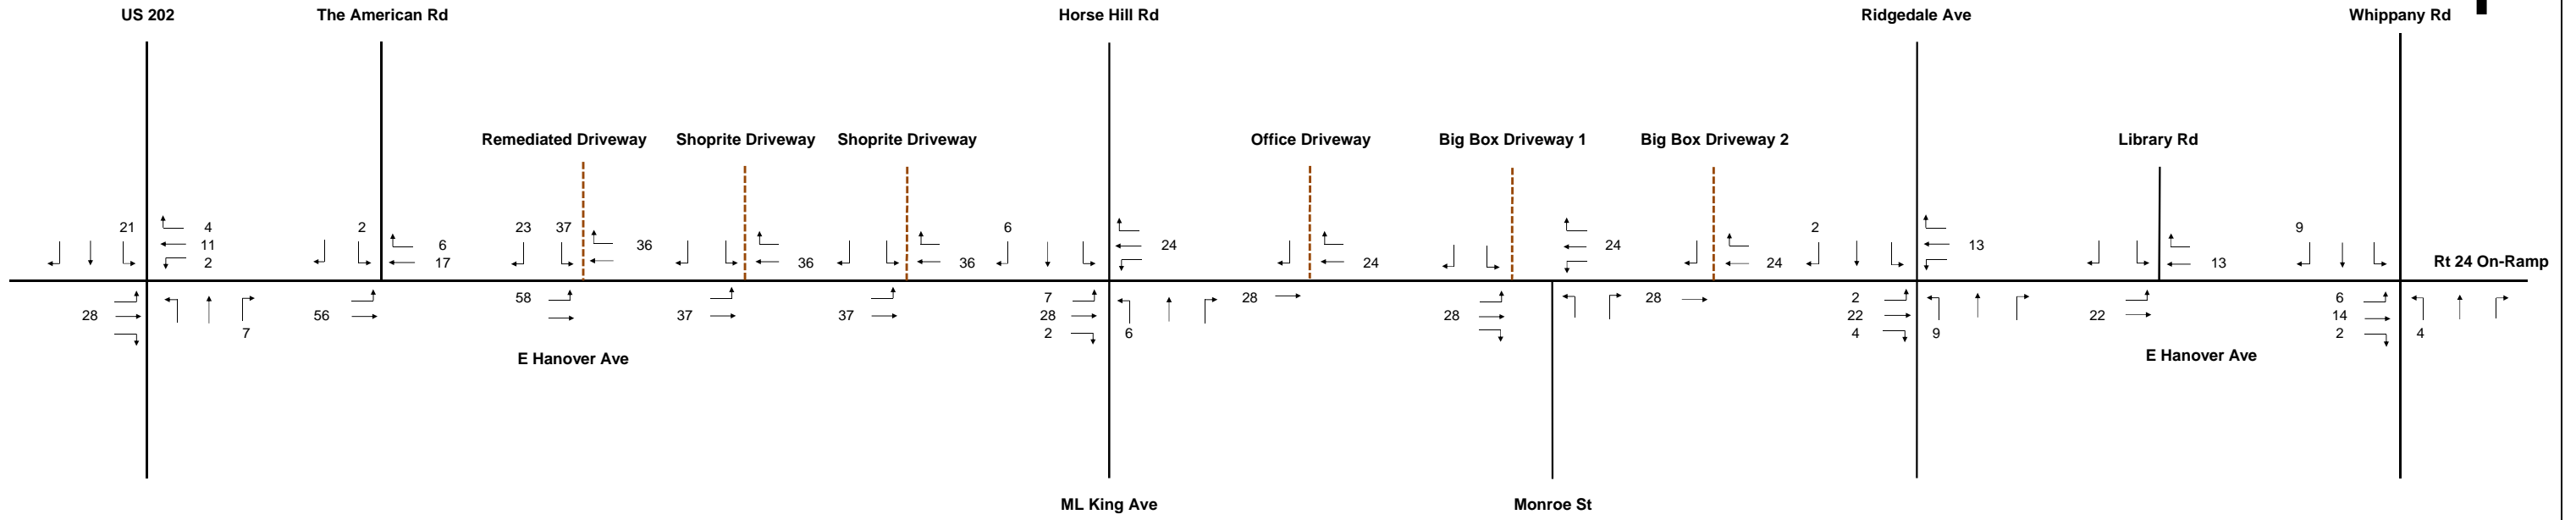 US 202 The American Rd Horse Hill Rd Ridgedale Ave Whippany Rd
Remediated Driveway Shoprite Driveway Shoprite Driveway Office Driveway Big Box Driveway 1 Big Box Driveway 2 Library Rd
21 4 2 23 37 6 2 9
11 6 36 24 24 13
2 17 36 36 24 24 13 Rt 24 On-Ramp
58 7 28 28 2 6
28 56 37 37 28 28 22 22 14
7 2 6 4 9 2 4
E Hanover Ave E Hanover Ave
ML King Ave Monroe St